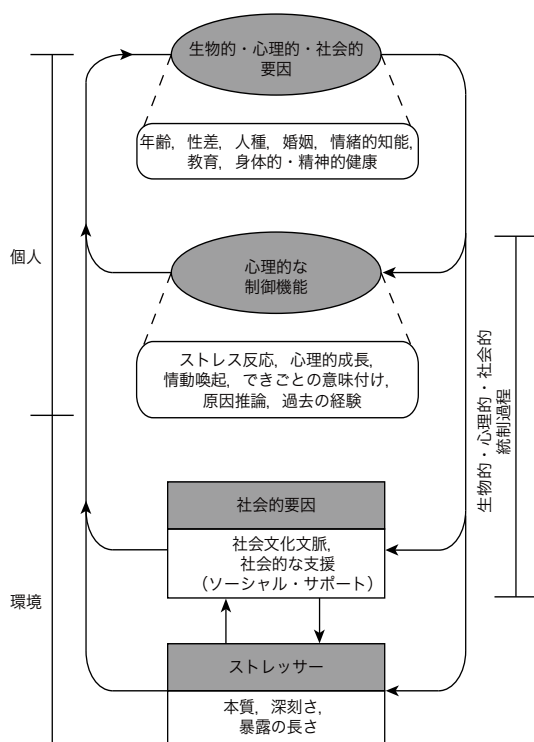 生物的・心理的・社会的
要因
年齢，性差，人種，婚姻，情緒的知能，
教育，身体的・精神的健康
個人
心理的な
制御機能
ストレス反応，心理的成長，
情動喚起，できごとの意味付け，
原因推論，過去の経験
生物的・心理的・社会的
統制過程
社会的要因
社会文化文脈，
社会的な支援
（ソーシャル・サポート）
環境
ストレッサー
本質，深刻さ，
暴露の長さ